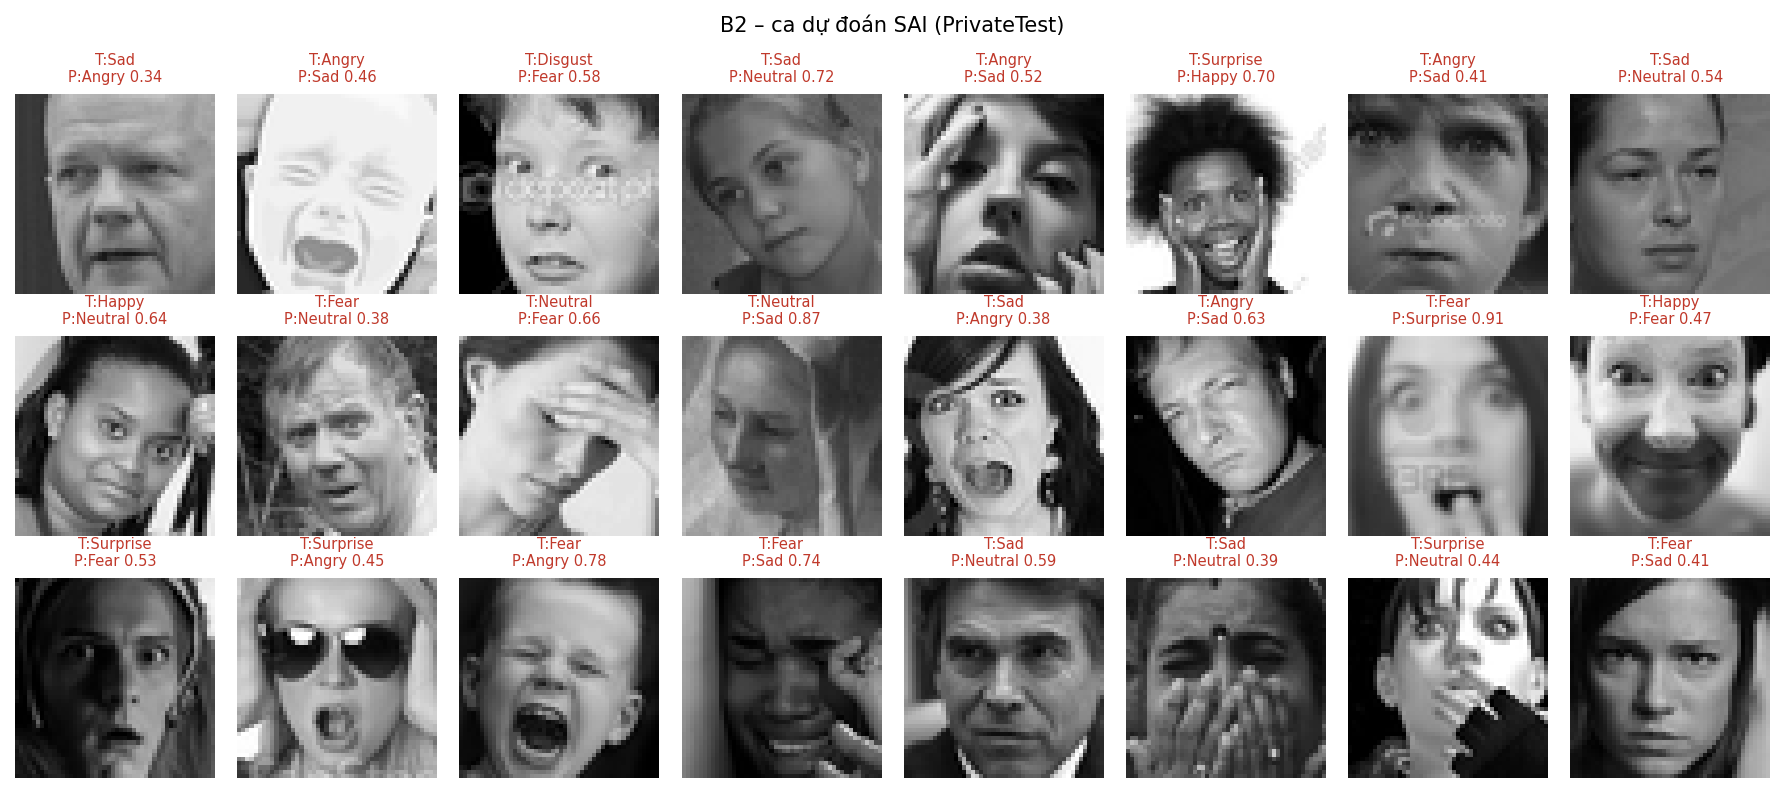 B2 – ca dự đoán SAI (PrivateTest)
T:Sad
P:Angry 0.34
T:Angry
P:Sad 0.46
T:Disgust
P:Fear 0.58
T:Sad
P:Neutral 0.72
T:Angry
P:Sad 0.52
T:Surprise
P:Happy 0.70
T:Angry
P:Sad 0.41
T:Sad
P:Neutral 0.54
T:Happy
P:Neutral 0.64
T:Fear
P:Neutral 0.38
T:Neutral
P:Fear 0.66
T:Neutral
P:Sad 0.87
T:Sad
P:Angry 0.38
T:Angry
P:Sad 0.63
T:Fear
P:Surprise 0.91
T:Happy
P:Fear 0.47
T:Surprise
P:Fear 0.53
T:Surprise
P:Angry 0.45
T:Fear
P:Angry 0.78
T:Fear
P:Sad 0.74
T:Sad
P:Neutral 0.59
T:Sad
P:Neutral 0.39
T:Surprise
P:Neutral 0.44
T:Fear
P:Sad 0.41